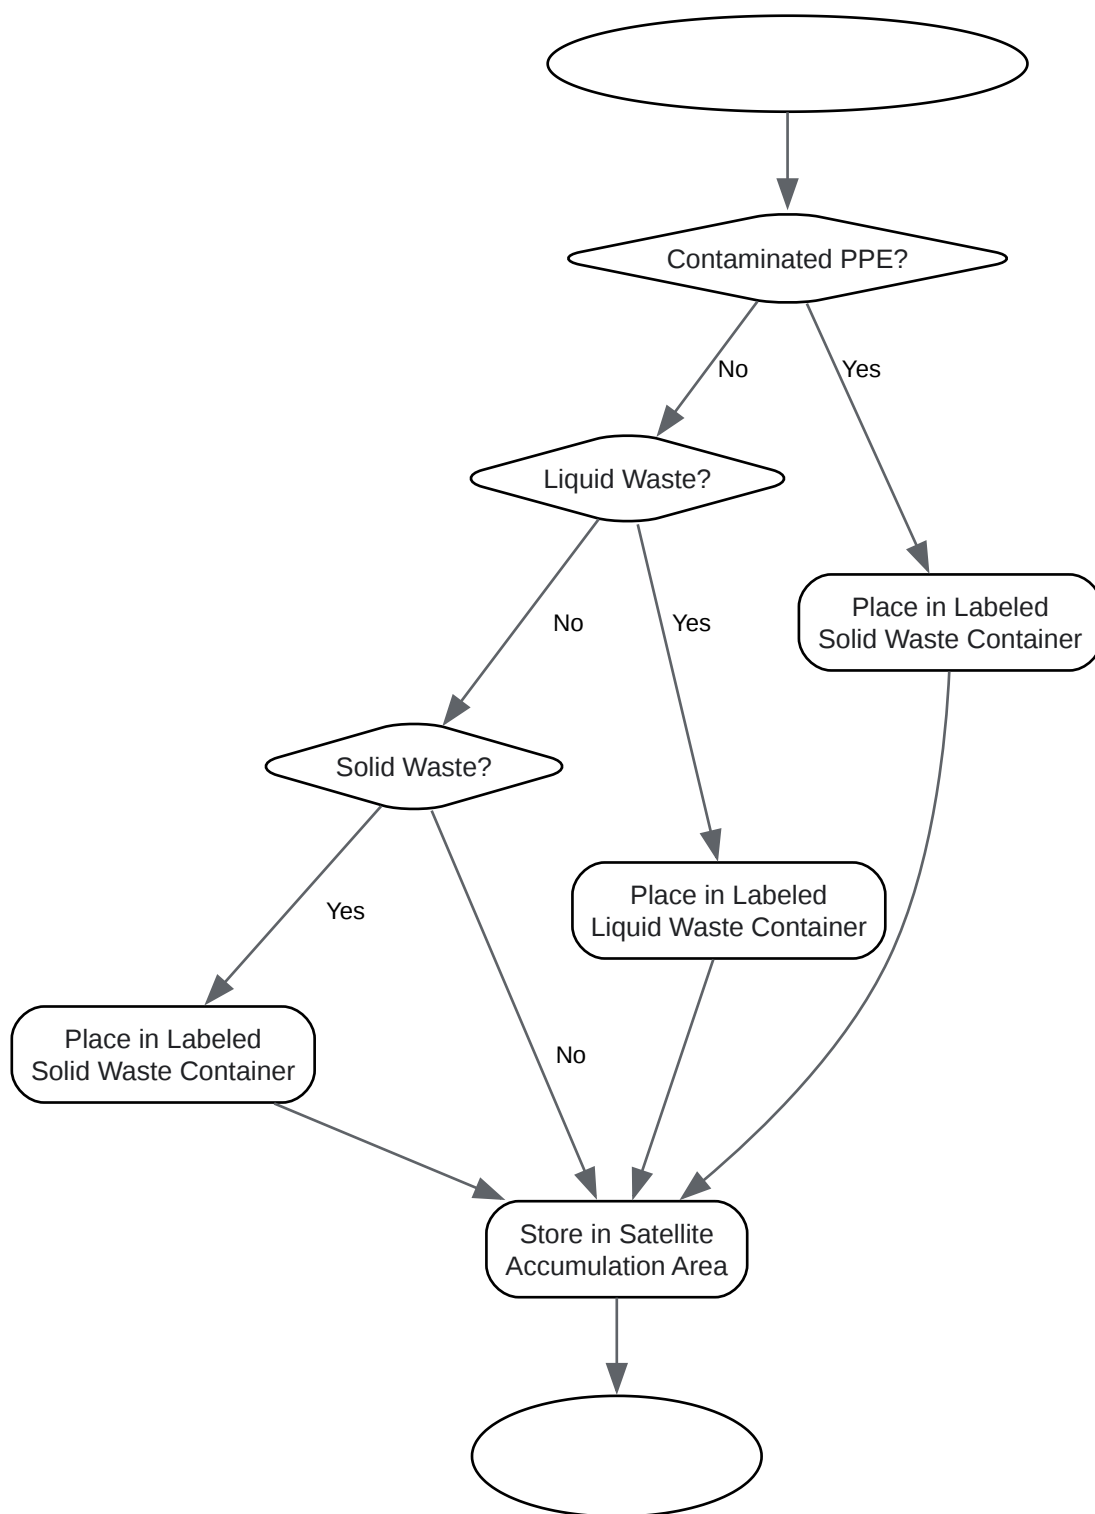 Contaminated PPE?
No
Yes
Liquid Waste?
Place in Labeled
Solid Waste Container
No
Yes
Solid Waste?
Place in Labeled
Liquid Waste Container
Yes
Place in Labeled
Solid Waste Container
No
Store in Satellite
Accumulation Area